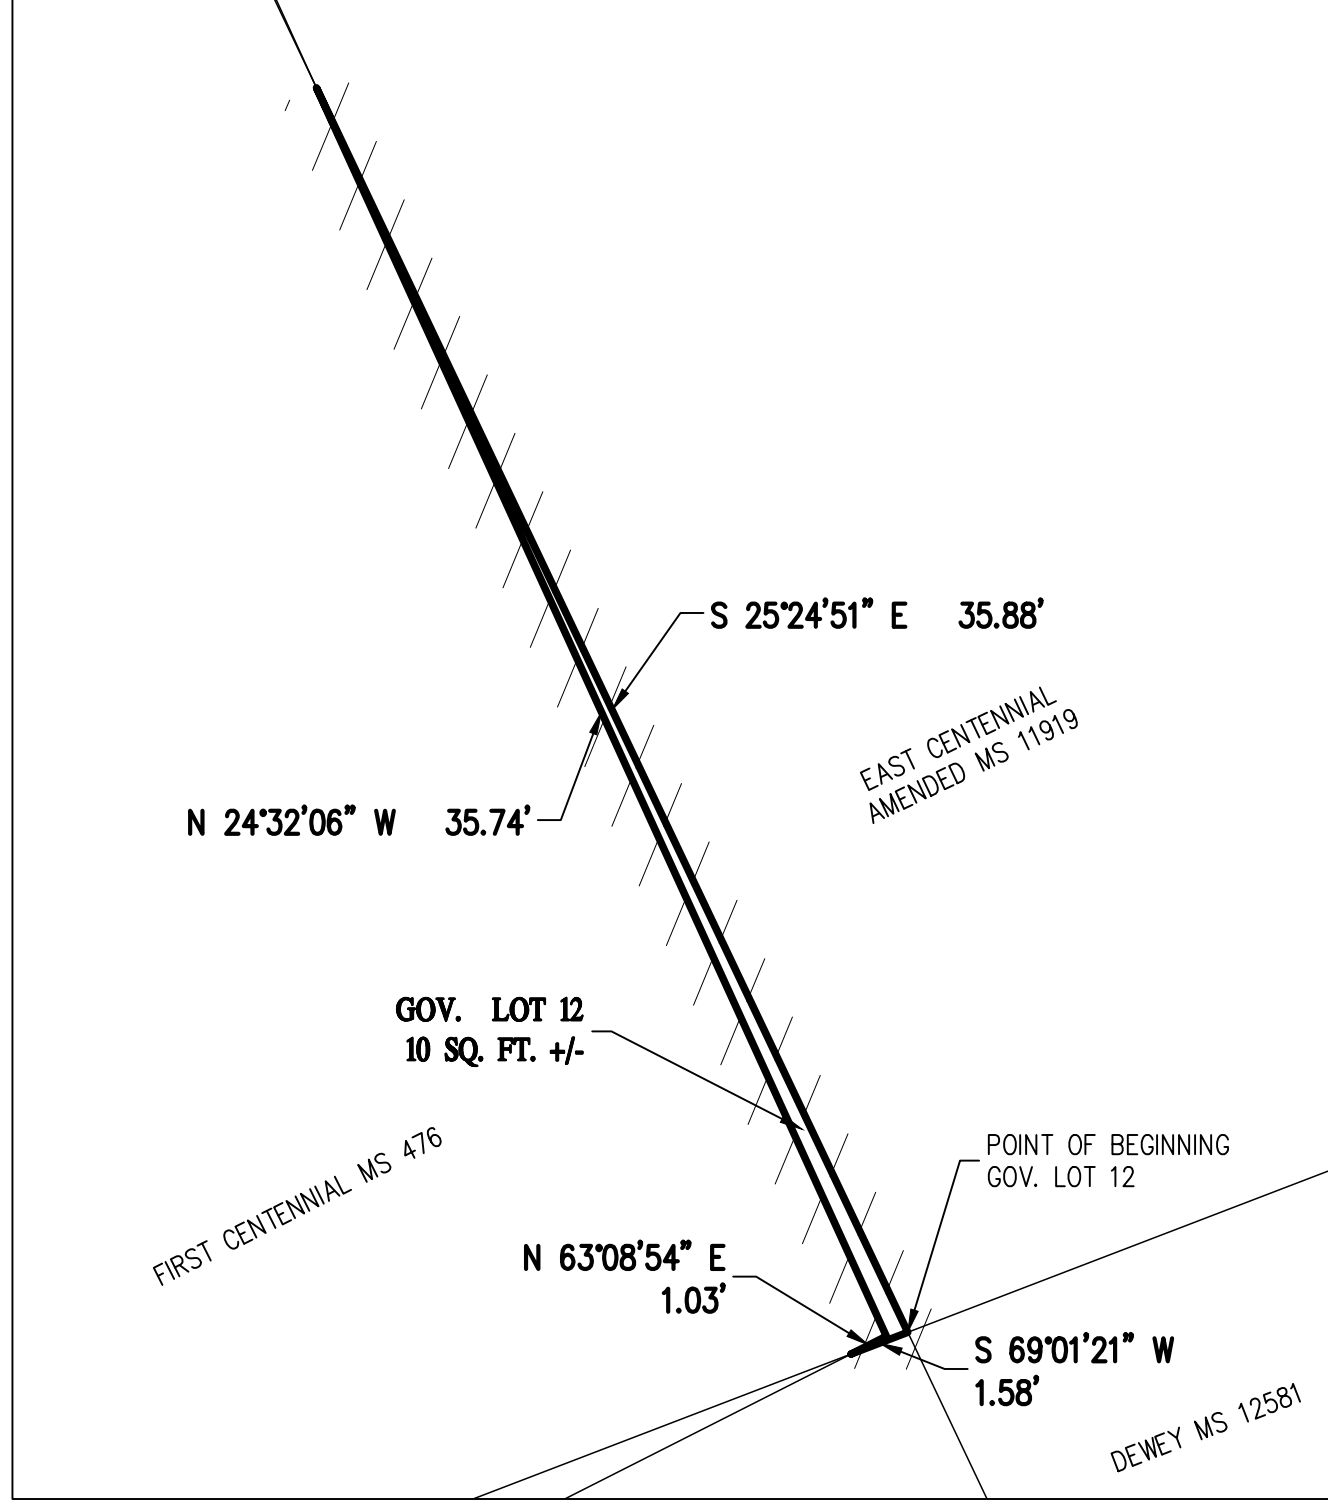 S 25°24'51" E 35.88'
EAST CENTENNIAL
AMENDED MS 11919
N 24°32'06" W 35.74'
GOV. LOT 12
10 SQ. FT. +/-
FIRST CENTENNIAL MS 476
POINT OF BEGINNING
GOV. LOT 12
N 63°08'54" E
1.03'
S 69°01'21" W
1.58'
DEWEY MS 12581